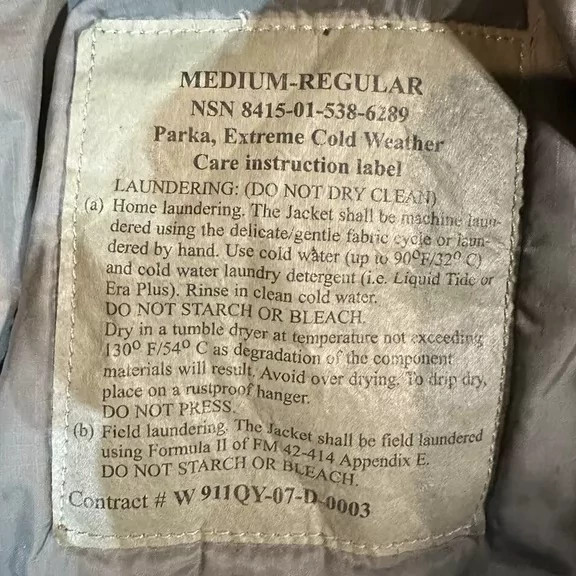 MEDIUM-REGULAR
NSN 8415-01-538-6289
Parka, Extreme Cold Weather
Care instruction label
LAUNDERING: (DO NOT DRY CLEAN)
(a) Home laundering. The Jacket shall be machine laun-
dered using the delicate/gentle fabric cycle or laun-
dered by hand. Use cold water (up to 90º F/32º C)
and cold water laundry detergent (i.e. Liquid Tide or
Era Plus). Rinse in clean cold water.
DO NOT STARCH OR BLEACH.
Dry in a tumble dryer at temperature not exceeding
130º F/54º C as degradation of the component
materials will result. Avoid over drying. To drip dry,
place on a rustproof hanger.
DO NOT PRESS.
(b) Field laundering. The Jacket shall be field laundered
using Formula II of FM 42-414 Appendix E.
DO NOT STARCH OR BLEACH.
Contract # W 911QY-07-D-0003